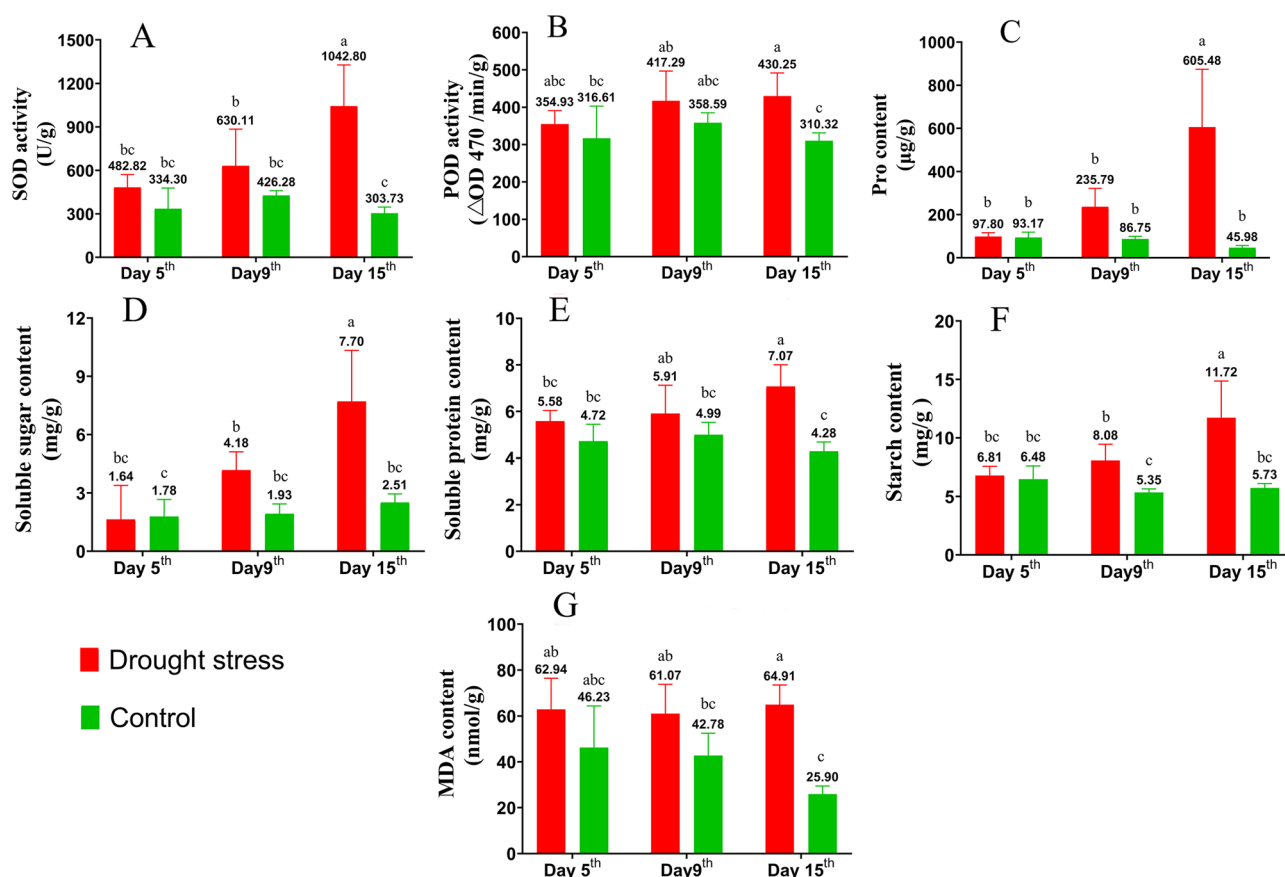 A
SOD activity
(U/g)
1500
1200
900
600
300
0
bc
482.82
bc
334.30
b
630.11
bc
426.28
a
1042.80
c
303.73
Day 5th
Day9th
Day 15th
B
POD activity
(△OD 470 /min/g)
600
500
400
300
200
100
0
abc
354.93
bc
316.61
ab
417.29
abc
358.59
a
430.25
c
310.32
Day 5th
Day9th
Day 15th
C
Pro content
(μg/g)
1000
800
600
400
200
0
b
97.80
b
93.17
b
235.79
b
86.75
a
605.48
b
45.98
Day 5th
Day9th
Day 15th
D
Soluble sugar content
(mg/g)
12
9
6
3
0
bc
1.64
c
1.78
b
4.18
bc
1.93
a
7.70
bc
2.51
Day 5th
Day9th
Day 15th
E
Soluble protein content
(mg/g)
10
8
6
4
2
0
bc
5.58
bc
4.72
ab
5.91
bc
4.99
a
7.07
c
4.28
Day 5th
Day9th
Day 15th
F
Starch content
(mg/g )
20
15
10
5
0
bc
6.81
bc
6.48
b
8.08
c
5.35
a
11.72
bc
5.73
Day 5th
Day9th
Day 15th
Drought stress
Control
G
MDA content
(nmol/g)
100
80
60
40
20
0
ab
62.94
abc
46.23
ab
61.07
bc
42.78
a
64.91
c
25.90
Day 5th
Day9th
Day 15th